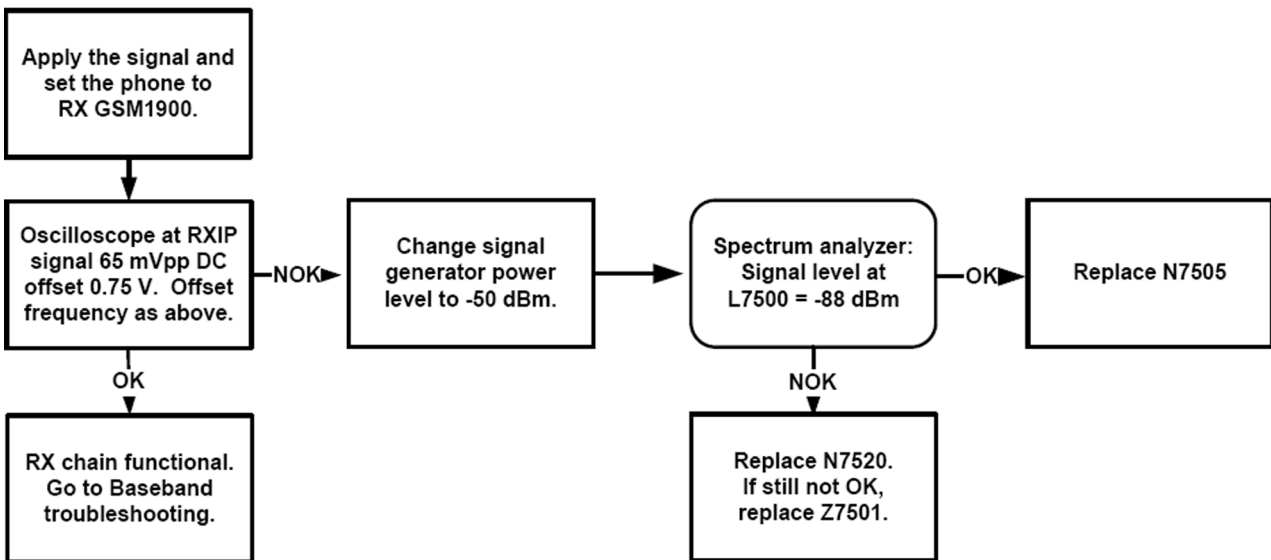 Apply the signal and
set the phone to
RX GSM1900.
Oscilloscope at RXIP
signal 65 mVpp DC
offset 0.75 V.  Offset
frequency as above.
NOK
Change signal
generator power
level to -50 dBm.
Spectrum analyzer:
Signal level at
L7500 = -88 dBm
OK
Replace N7505
OK
NOK
RX chain functional.
Go to Baseband
troubleshooting.
Replace N7520.
If still not OK,
replace Z7501.